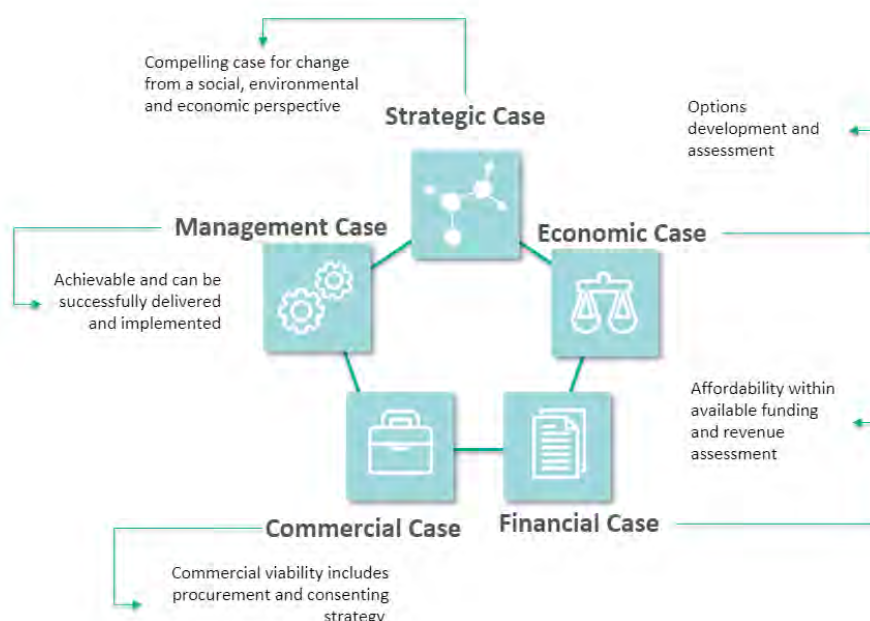 Compelling case for change
from a social, environmental
and economic perspective
Strategic Case
Options
development and
assessment
Management Case
Economic Case
Achievable and can be
successfully delivered
and implemented
Affordability within
available funding
and revenue
assessment
Commercial Case
Financial Case
Commercial viability includes
procurement and consenting
strategy